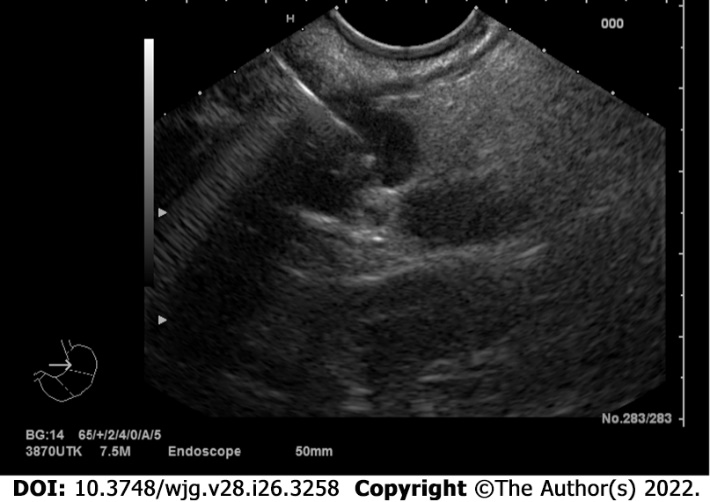 H
000
No.283/283
BG:14 65/+/2/4/0/A/5
3870UTK 7.5M Endoscope 50mm
DOI: 10.3748/wjg.v28.i26.3258 Copyright ©The Author(s) 2022.